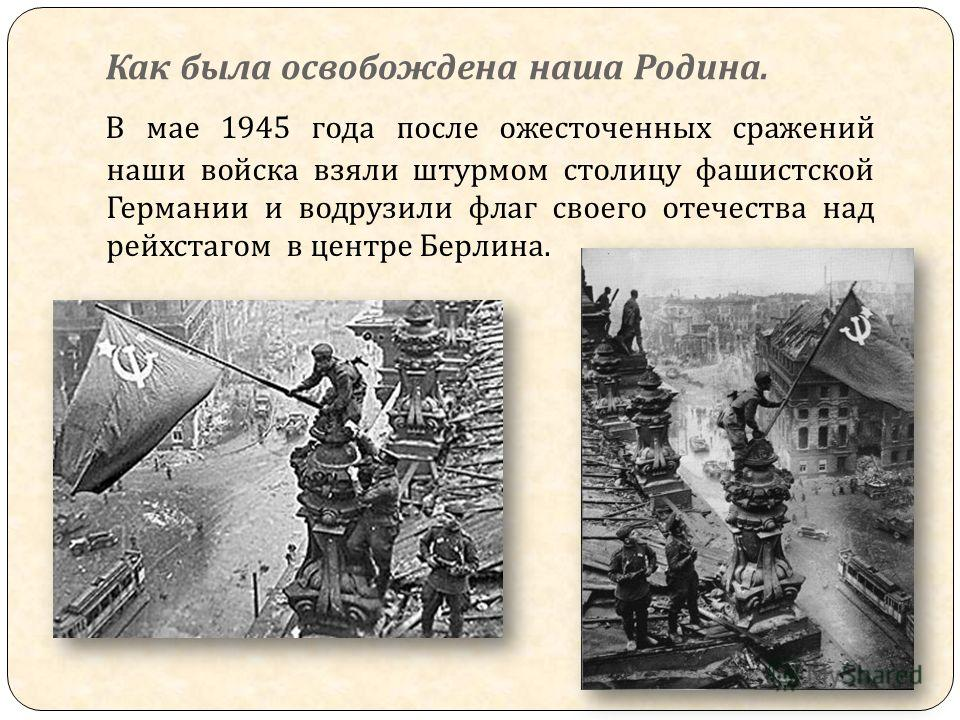 Как была освобождена наша Родина.
В мае 1945 года после ожесточенных сражений
наши войска взяли штурмом столицу фашистской
Германии и водрузили флаг своего отечества над
рейхстагом в центре Берлина.
Shared